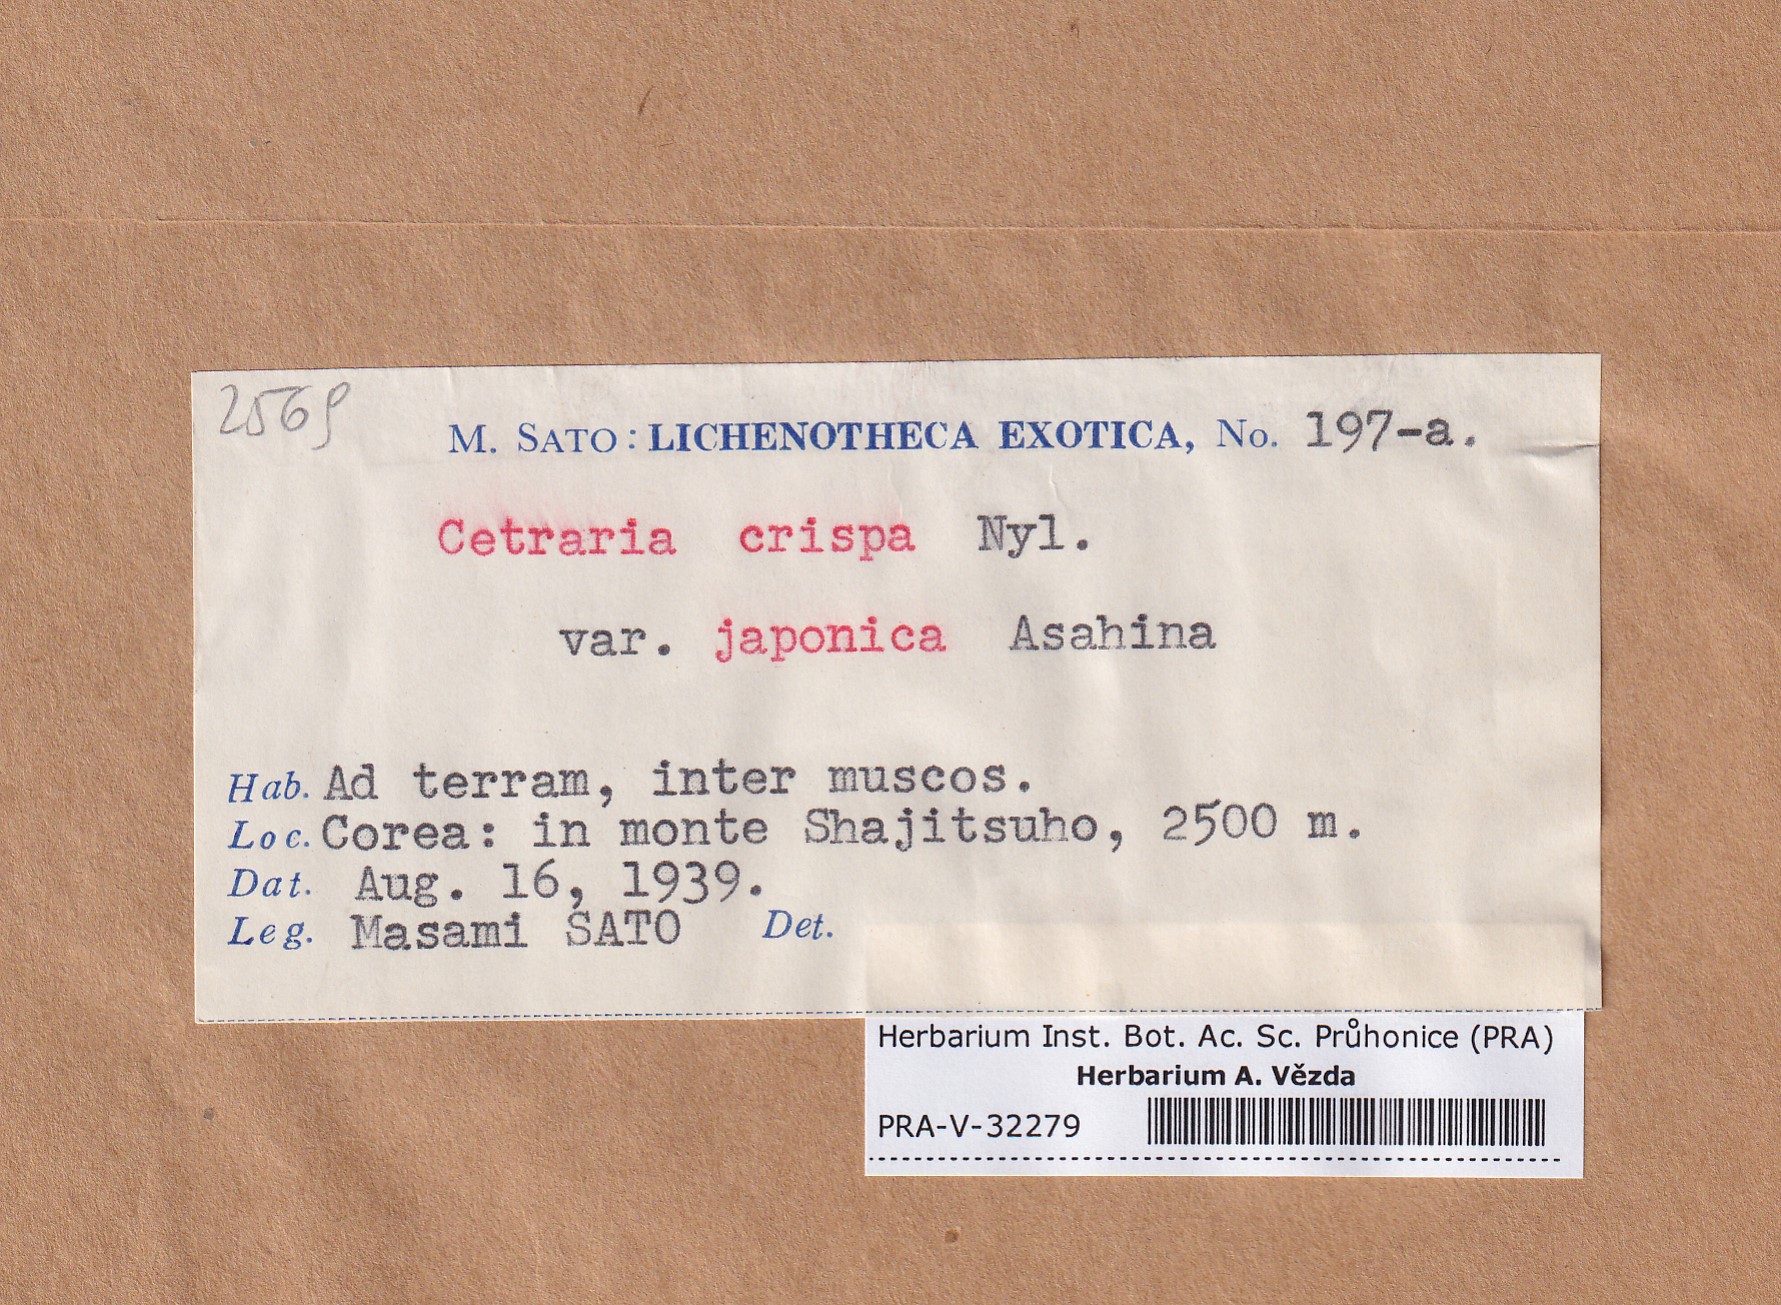 2569
M. SATO: LICHENOTHECA EXOTICA, No. 197-a.
Cetraria crispa Nyl.
var. japonica Asahina
Hab. Ad terram, inter muscos.
Loc. Corea: in monte Shajitsuho, 2500 m.
Dat. Aug. 16, 1939.
Leg. Masami SATO Det.
Herbarium Inst. Bot. Ac. Sc. Průhonice (PRA)
Herbarium A. Vězda
PRA-V-32279